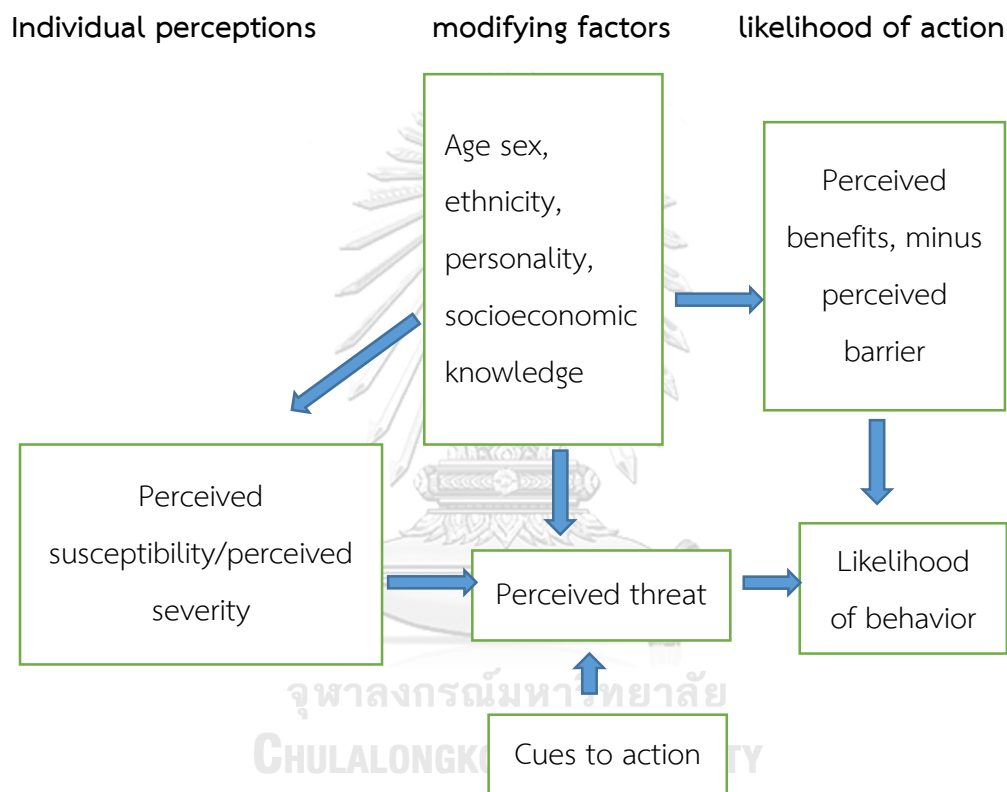 Individual perceptions
modifying factors
likelihood of action
Age sex,
ethnicity,
personality,
socioeconomic
knowledge
Perceived
benefits, minus
perceived
barrier
Perceived
susceptibility/perceived
severity
Perceived threat
Likelihood
of behavior
จุฬาลงกรณ์มหาวิทยาลัย
Cues to action